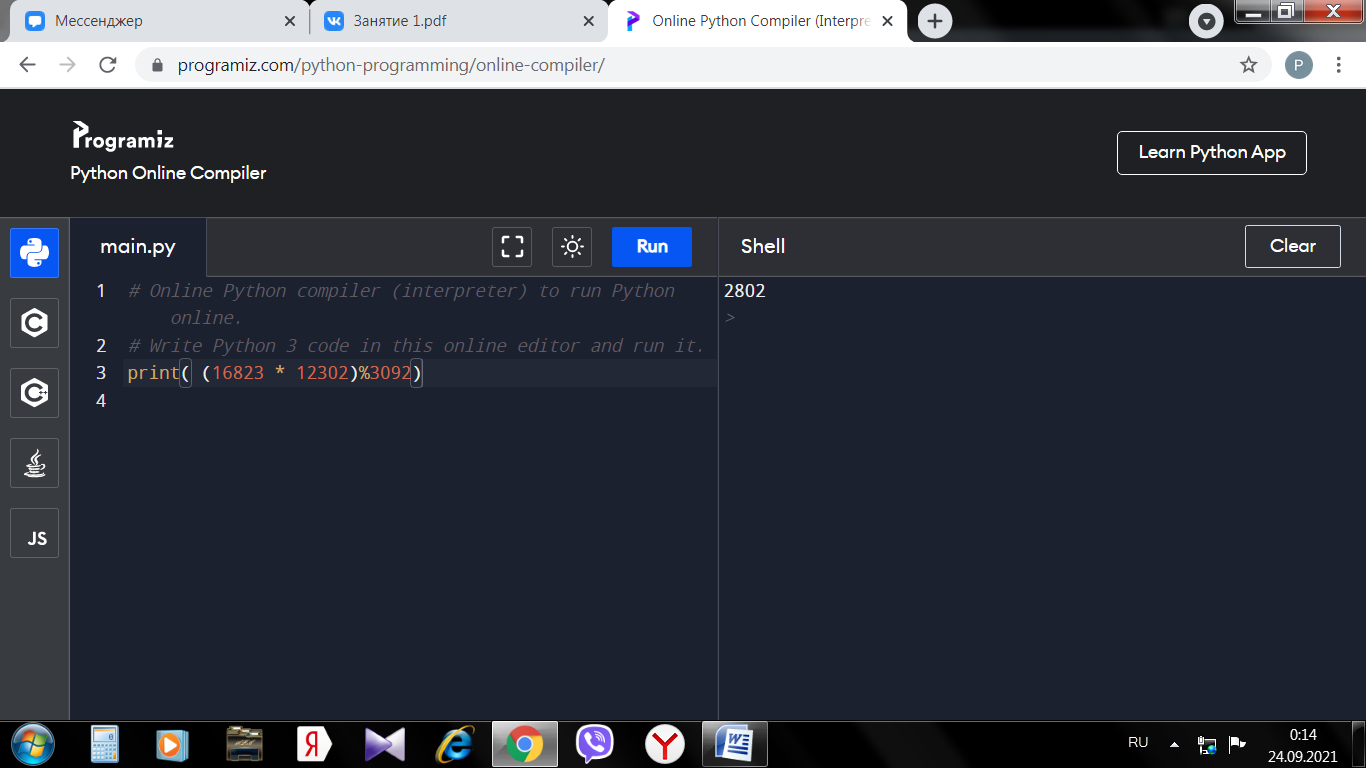 Мессенджер
Занятие 1.pdf
Online Python Compiler (Interpre
programiz.com/python-programming/online-compiler/
P
Programiz
Python Online Compiler
Learn Python App
main.py
Run
Shell
Clear
1 # Online Python compiler (interpreter) to run Python
online.
2 # Write Python 3 code in this online editor and run it.
3 print( (16823 * 12302)%3092)
4
2802
>
C
C++
JS
Я
Y
W
RU
0:14
24.09.2021